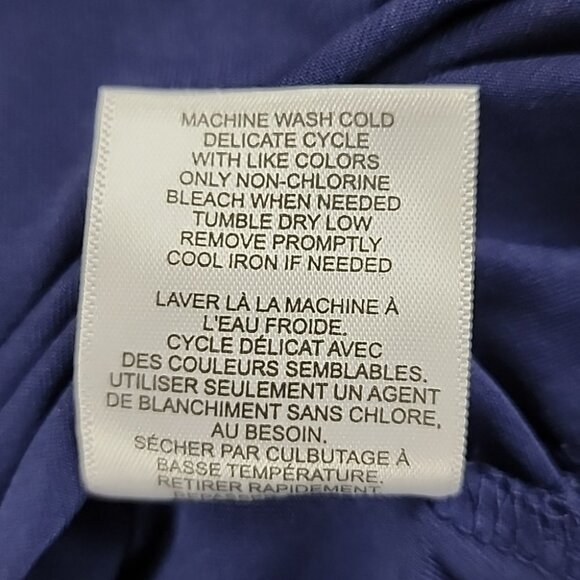 MACHINE WASH COLD
DELICATE CYCLE
WITH LIKE COLORS
ONLY NON-CHLORINE
BLEACH WHEN NEEDED
TUMBLE DRY LOW
REMOVE PROMPTLY
COOL IRON IF NEEDED
LAVER LÀ LA MACHINE À
L'EAU FROIDE.
CYCLE DÉLICAT AVEC
DES COULEURS SEMBLABLES.
UTILISER SEULEMENT UN AGENT
DE BLANCHIMENT SANS CHLORE,
AU BESOIN.
SÉCHER PAR CULBUTAGE À
BASSE TEMPÉRATURE.
RETIRER RAPIDEMENT